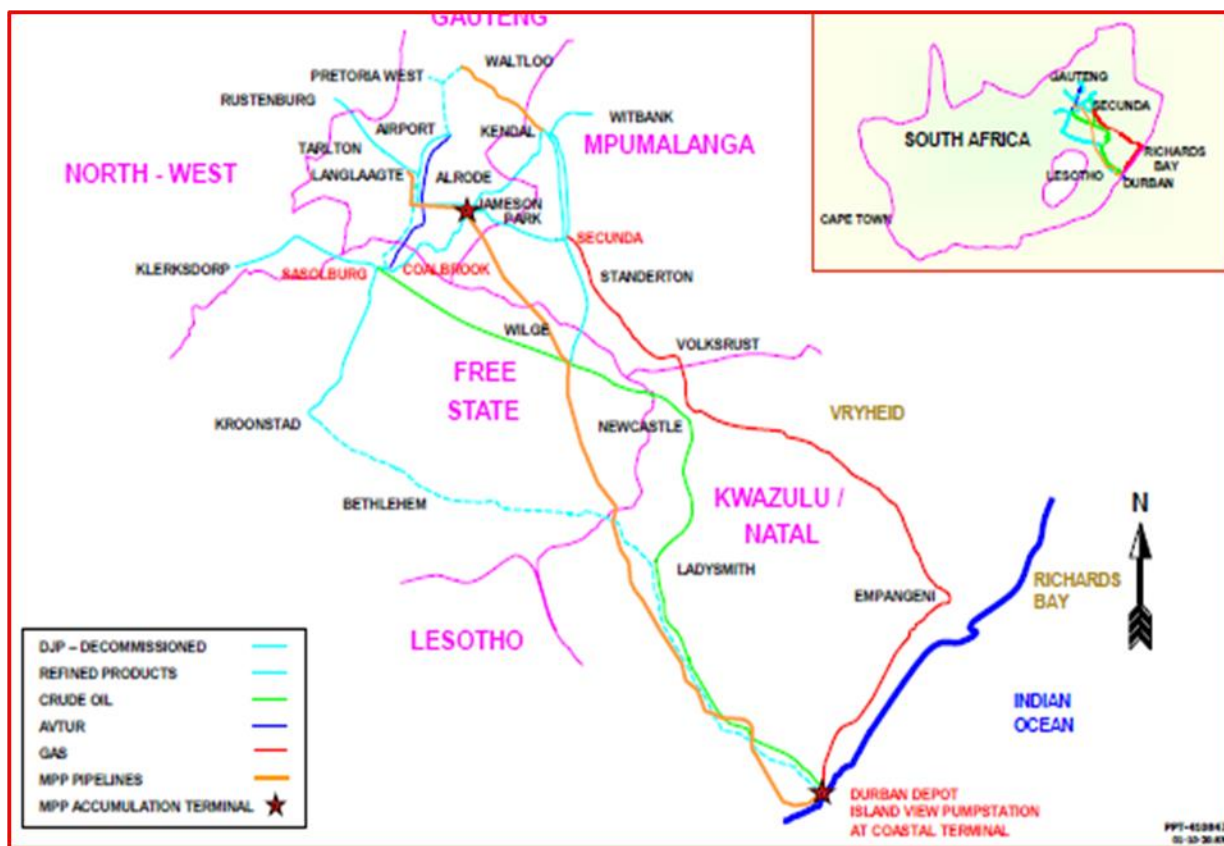 GAUTENG
WALTLOO
PRETORIA WEST
RUSTENBURG
AIRPORT
KENDAL
WITBANK
MPUMALANGA
TARLTON
NORTH - WEST
LANGLAAGTE
ALRODE
JAMESON
PARK
SECUNDA
KLERKSDORP
SASOLBURG
COALBROOK
STANDERTON
WILGE
VOLKSRUST
FREE
STATE
VRYHEID
KROONSTAD
NEWCASTLE
BETHLEHEM
KWAZULU /
NATAL
LADYSMITH
EMPANGENI
RICHARDS
BAY
N
LESOTHO
INDIAN
OCEAN
DURBAN DEPOT
ISLAND VIEW PUMPSTATION
AT COASTAL TERMINAL
GAUTENG
SECUNDA
SOUTH AFRICA
RICHARDS
BAY
LESOTHO
DURBAN
CAPE TOWN
DJP – DECOMMISSIONED
REFINED PRODUCTS
CRUDE OIL
AVTUR
GAS
MPP PIPELINES
MPP ACCUMULATION TERMINAL